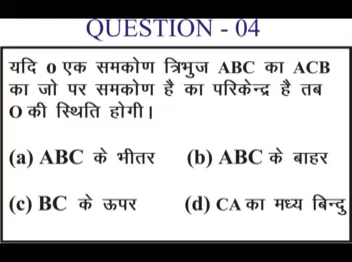 QUESTION - 04
यदि o एक समकोण त्रिभुज ABC का ACB
का जो पर समकोण है का परिकेन्द्र है तब
O की स्थिति होगी।
(a) ABC के भीतर (b) ABC के बाहर
(c) BC के ऊपर (d) CA का मध्य बिन्दु